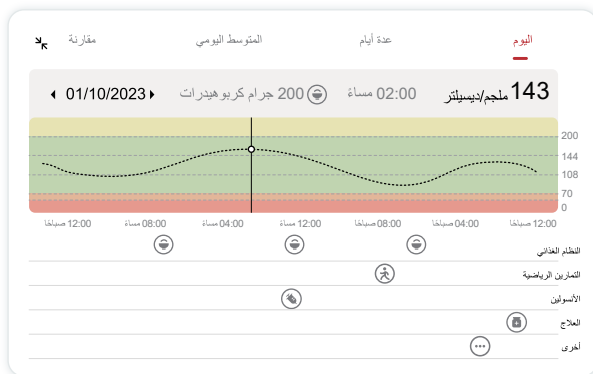 اليوم عدة أيام المتوسط اليومي مقارنة
143 ملجم/ديسيلتر 02:00 مساءً 200 جرام كربوهيدرات 01/10/2023
200
144
108
70
0
12:00 صباحًا 04:00 صباحًا 08:00 صباحًا 12:00 مساءً 04:00 مساءً 08:00 مساءً 12:00 صباحًا
النظام الغذائي
التمارين الرياضية
الأنسولين
العلاج
أخرى